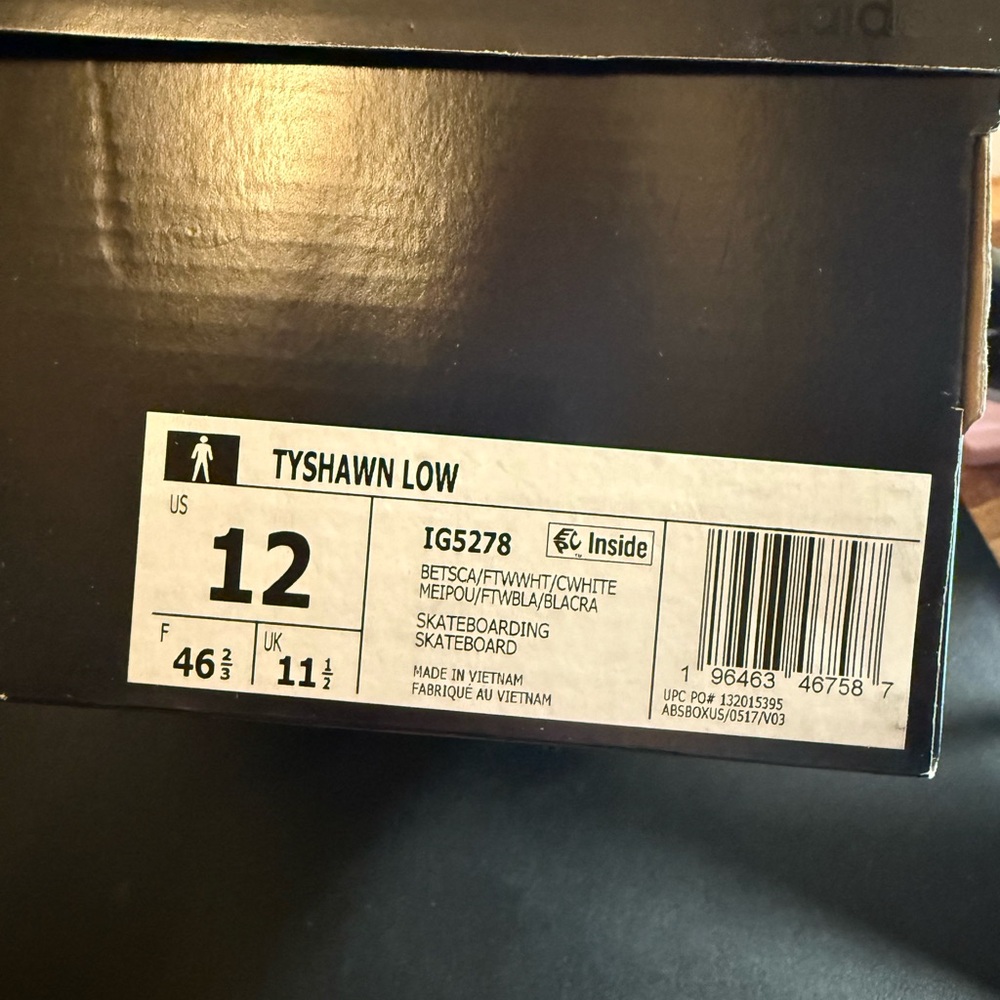 adidas
TYSHAWN LOW
US
12
F
46 2/3
UK
11 1/2
IG5278
Inside
BETSCA/FTWWHT/CWHITE
MEIPOU/FTWBLA/BLACRA
SKATEBOARDING
SKATEBOARD
MADE IN VIETNAM
FABRIQUÉ AU VIETNAM
1 96463 46758 7
UPC PO# 132015395
ABSBOXUS/0517/V03